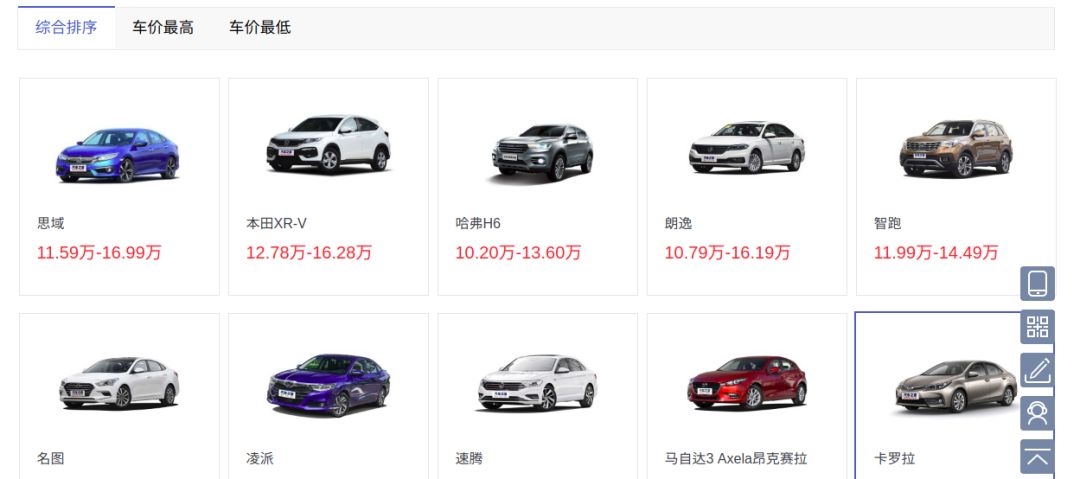 综合排序 车价最高 车价最低
思域 本田XR-V 哈弗H6 朗逸 智跑
11.59万-16.99万 12.78万-16.28万 10.20万-13.60万 10.79万-16.19万 11.99万-14.49万
名图 凌派 速腾 马自达3 Axela昂克赛拉 卡罗拉